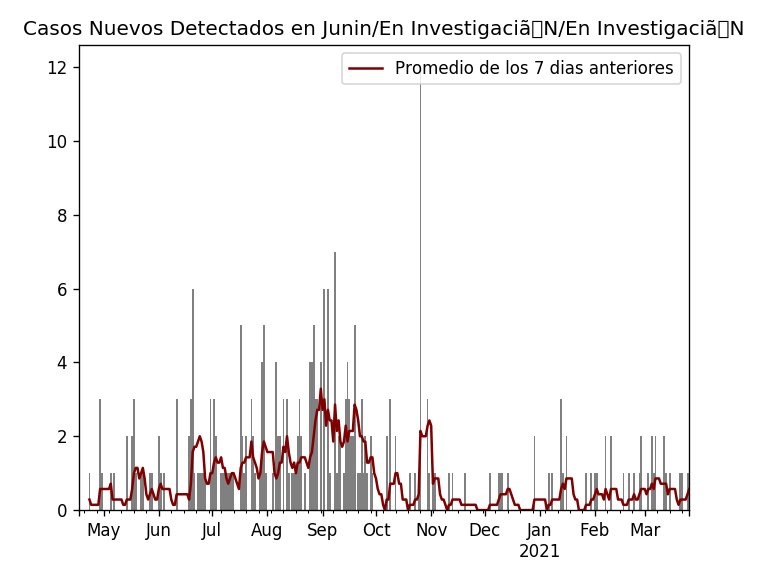 Casos Nuevos Detectados en Junin/En Investigaciã▯N/En Investigaciã▯N
Promedio de los 7 dias anteriores
12
10
8
6
4
2
0
May Jun Jul Aug Sep Oct Nov Dec Jan Feb Mar
2021